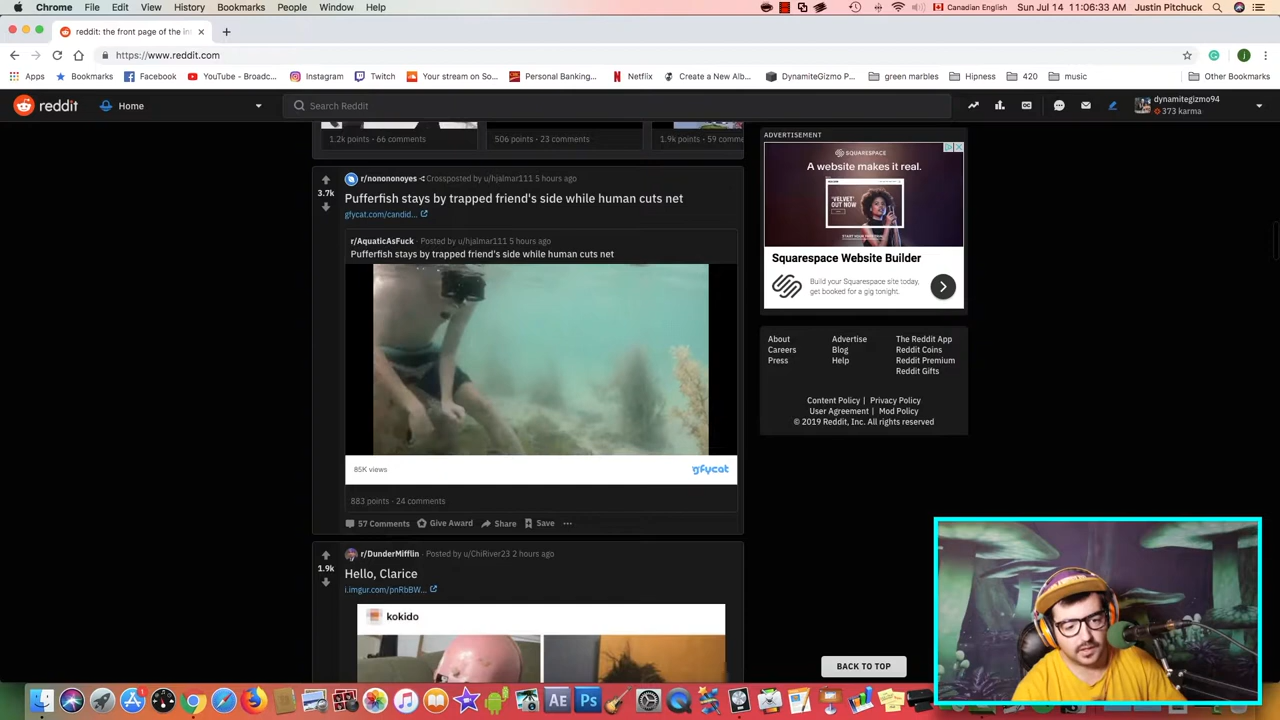 Chrome File Edit View History Bookmarks People Window Help
Canadian English Sun Jul 14 11:06:33 AM Justin Pitchuck
reddit: the front page of the in
https://www.reddit.com
j
Apps Bookmarks Facebook YouTube - Broadc... Instagram Twitch Your stream on So... Personal Banking... Netflix Create a New Alb... DynamiteGizmo P... green marbles Hipness 420 music Other Bookmarks
reddit Home Search Reddit dynamitegizmo94
373 karma
1.2k points · 66 comments 506 points · 23 comments 1.9k points · 59 comme
r/nonononoyes Crossposted by u/hjalmar111 5 hours ago
3.7k
Pufferfish stays by trapped friend's side while human cuts net
gfycat.com/candid...
r/AquaticAsFuck · Posted by u/hjalmar111 5 hours ago
Pufferfish stays by trapped friend's side while human cuts net
85K views gfycat
883 points · 24 comments
57 Comments Give Award Share Save ...
r/DunderMifflin · Posted by u/ChiRiver23 2 hours ago
1.9k
Hello, Clarice
i.imgur.com/pnRbBW...
kokido
ADVERTISEMENT
SQUARESPACE
A website makes it real.
'VELVET'
OUT NOW
Squarespace Website Builder
Build your Squarespace site today,
get booked for a gig tonight.
About Advertise The Reddit App
Careers Blog Reddit Coins
Press Help Reddit Premium
Reddit Gifts
Content Policy | Privacy Policy
User Agreement | Mod Policy
© 2019 Reddit, Inc. All rights reserved
BACK TO TOP
1
AE Ps